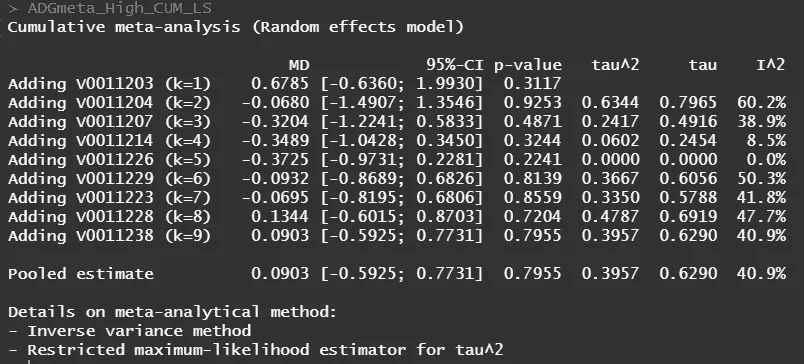 > ADGmeta_High_CUM_LS
Cumulative meta-analysis (Random effects model)
MD 95%-CI p-value tau^2 tau I^2
Adding V0011203 (k=1) 0.6785 [-0.6360; 1.9930] 0.3117
Adding V0011204 (k=2) -0.0680 [-1.4907; 1.3546] 0.9253 0.6344 0.7965 60.2%
Adding V0011207 (k=3) -0.3204 [-1.2241; 0.5833] 0.4871 0.2417 0.4916 38.9%
Adding V0011214 (k=4) -0.3489 [-1.0428; 0.3450] 0.3244 0.0602 0.2454 8.5%
Adding V0011226 (k=5) -0.3725 [-0.9731; 0.2281] 0.2241 0.0000 0.0000 0.0%
Adding V0011229 (k=6) -0.0932 [-0.8689; 0.6826] 0.8139 0.3667 0.6056 50.3%
Adding V0011223 (k=7) -0.0695 [-0.8195; 0.6806] 0.8559 0.3350 0.5788 41.8%
Adding V0011228 (k=8) 0.1344 [-0.6015; 0.8703] 0.7204 0.4787 0.6919 47.7%
Adding V0011238 (k=9) 0.0903 [-0.5925; 0.7731] 0.7955 0.3957 0.6290 40.9%
Pooled estimate 0.0903 [-0.5925; 0.7731] 0.7955 0.3957 0.6290 40.9%
Details on meta-analytical method:
- Inverse variance method
- Restricted maximum-likelihood estimator for tau^2